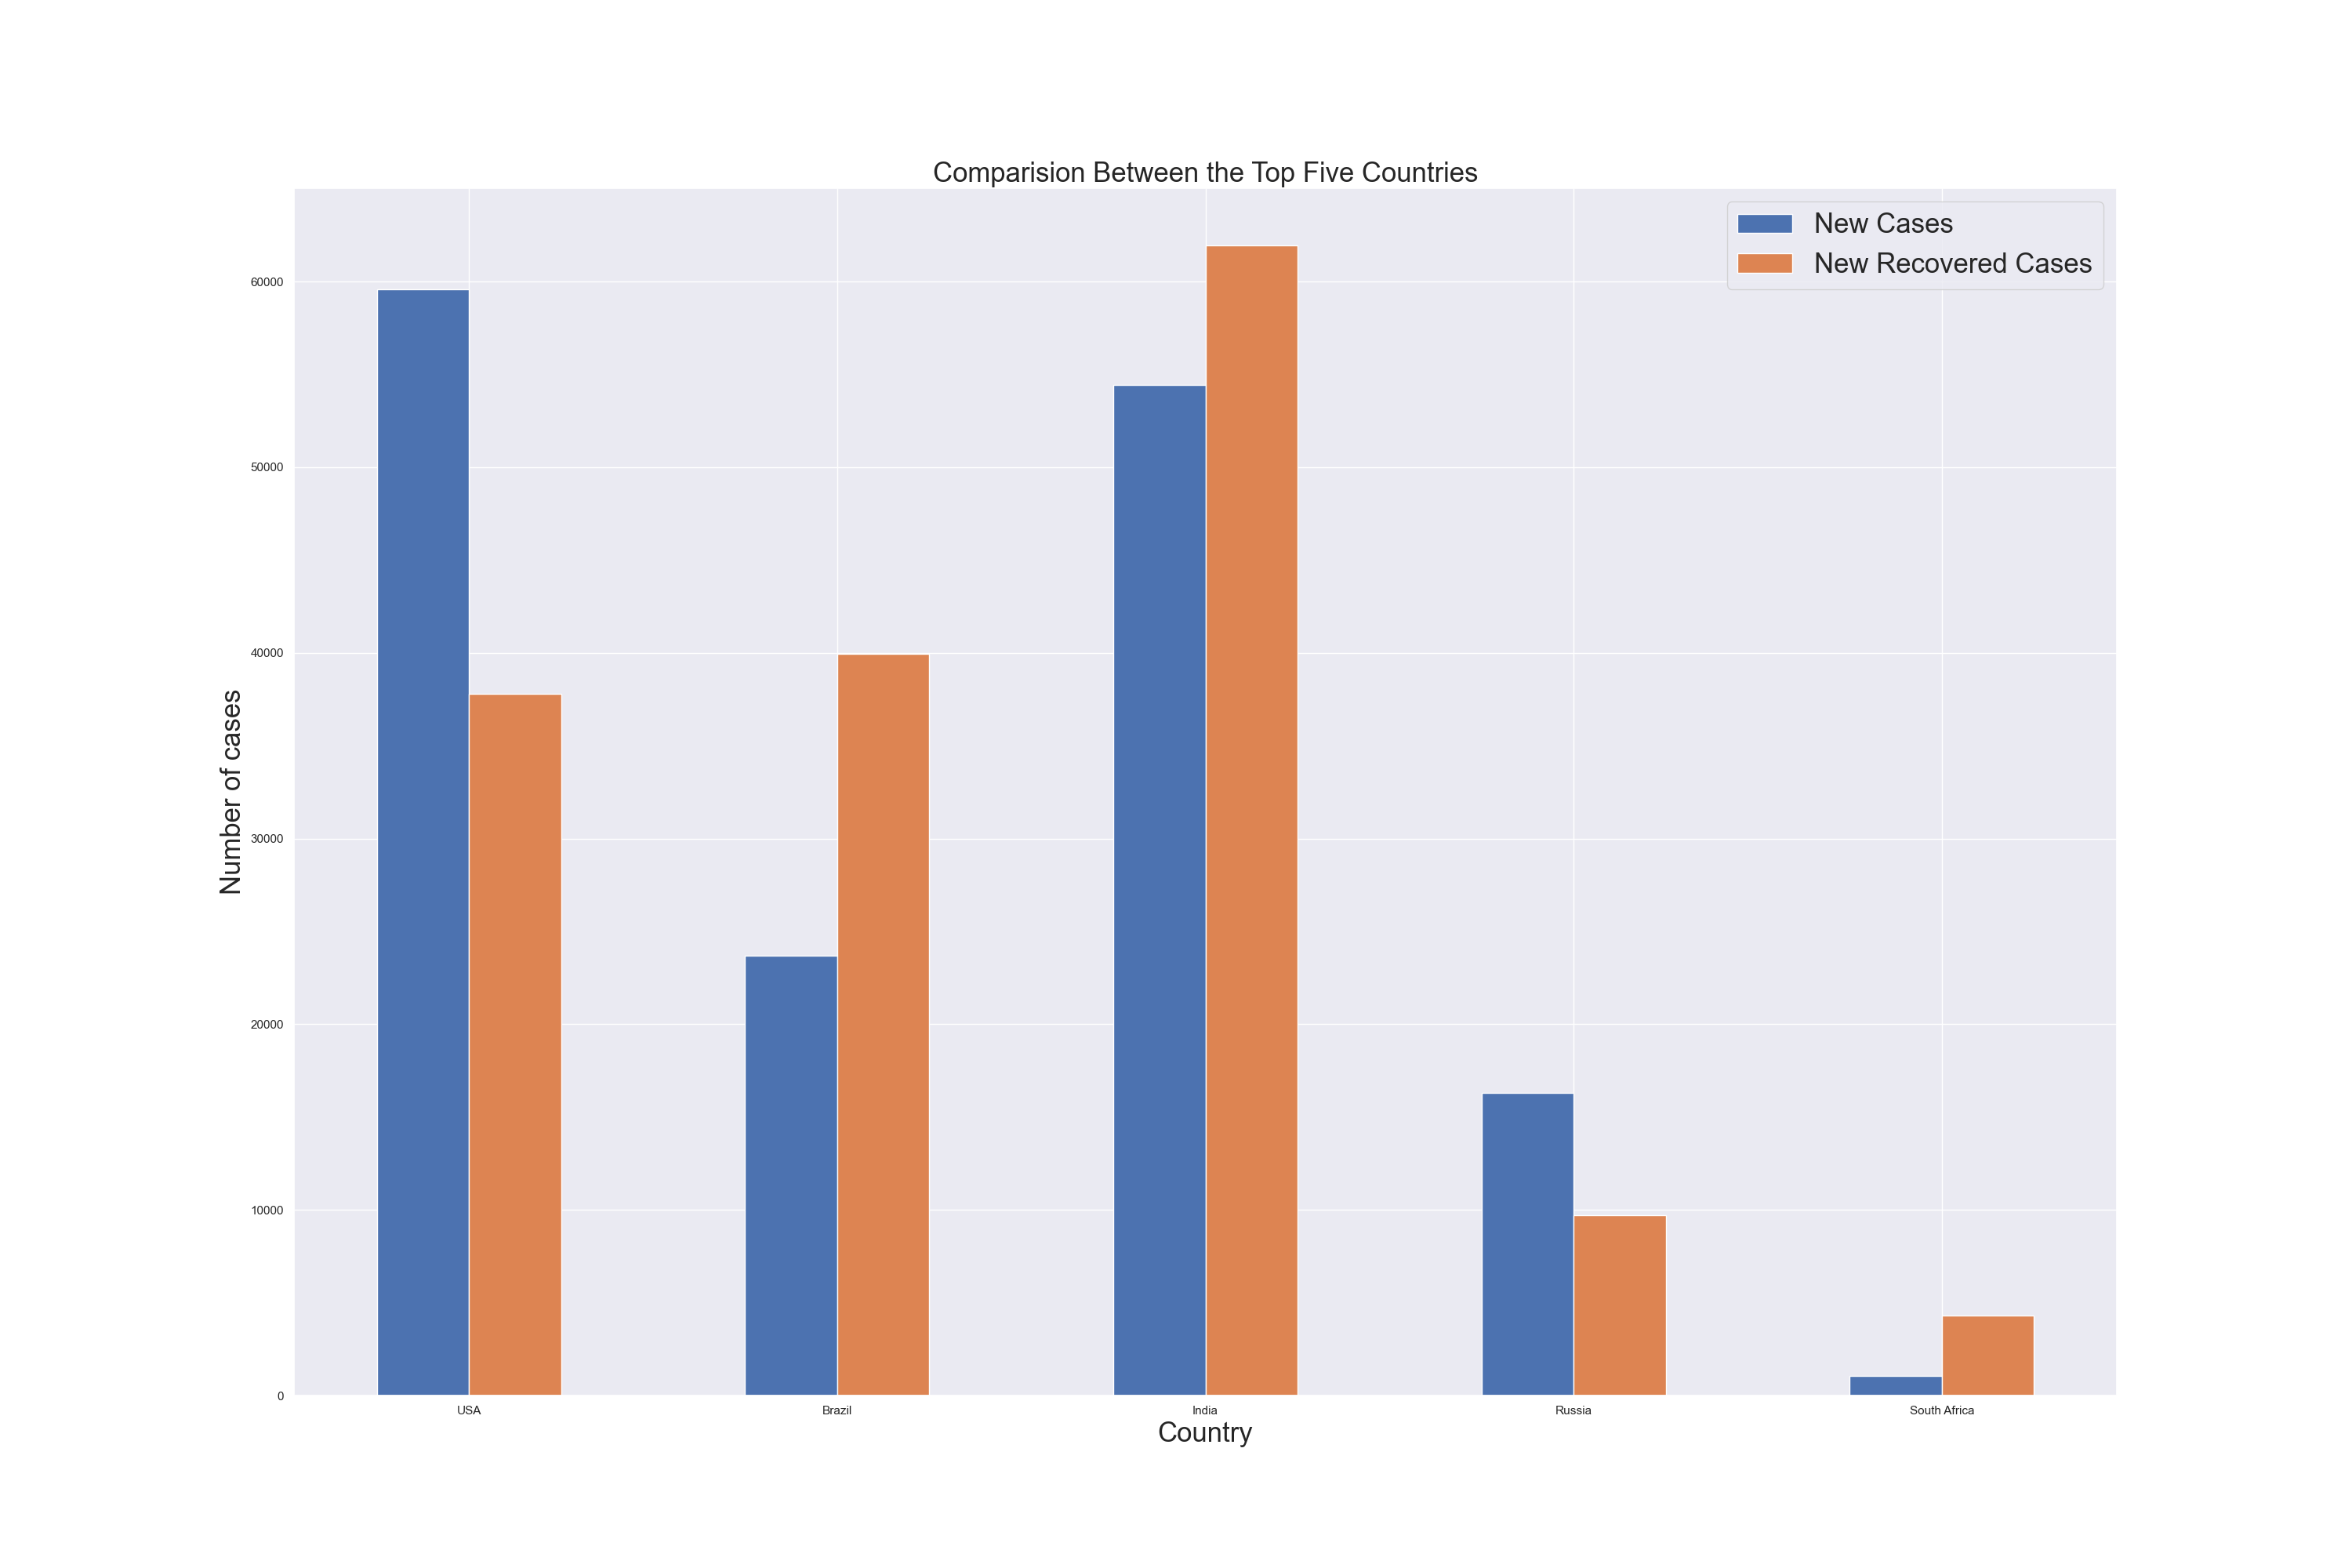 Comparision Between the Top Five Countries
New Cases
New Recovered Cases
60000
50000
40000
30000
20000
10000
0
Number of cases
USA
Brazil
India
Russia
South Africa
Country